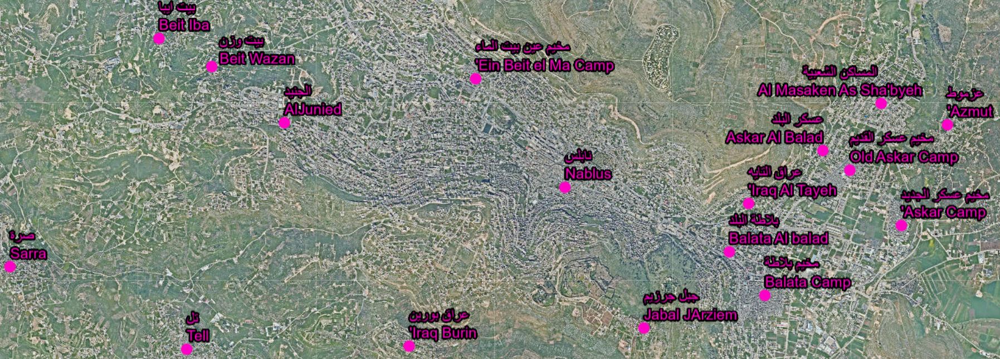 بيت ايبا
Beit Iba
بيت وزن
Beit Wazan
مخيم عين بيت الماء
'Ein Beit el Ma Camp
المساكن الشعبية
Al Masaken As Sha'byeh
الجنيد
AlJunied
عزموط
'Azmut
عسكر البلد
Askar Al Balad
مخيم عسكر القديم
Old Askar Camp
نابلس
Nablus
عراق التايه
'Iraq Al Tayeh
مخيم عسكر الجديد
'Askar Camp
بلاطة البلد
Balata Al balad
صرة
Sarra
مخيم بلاطة
Balata Camp
جبل جرزيم
Jabal JArziem
تل
Tell
عراق بورين
'Iraq Burin